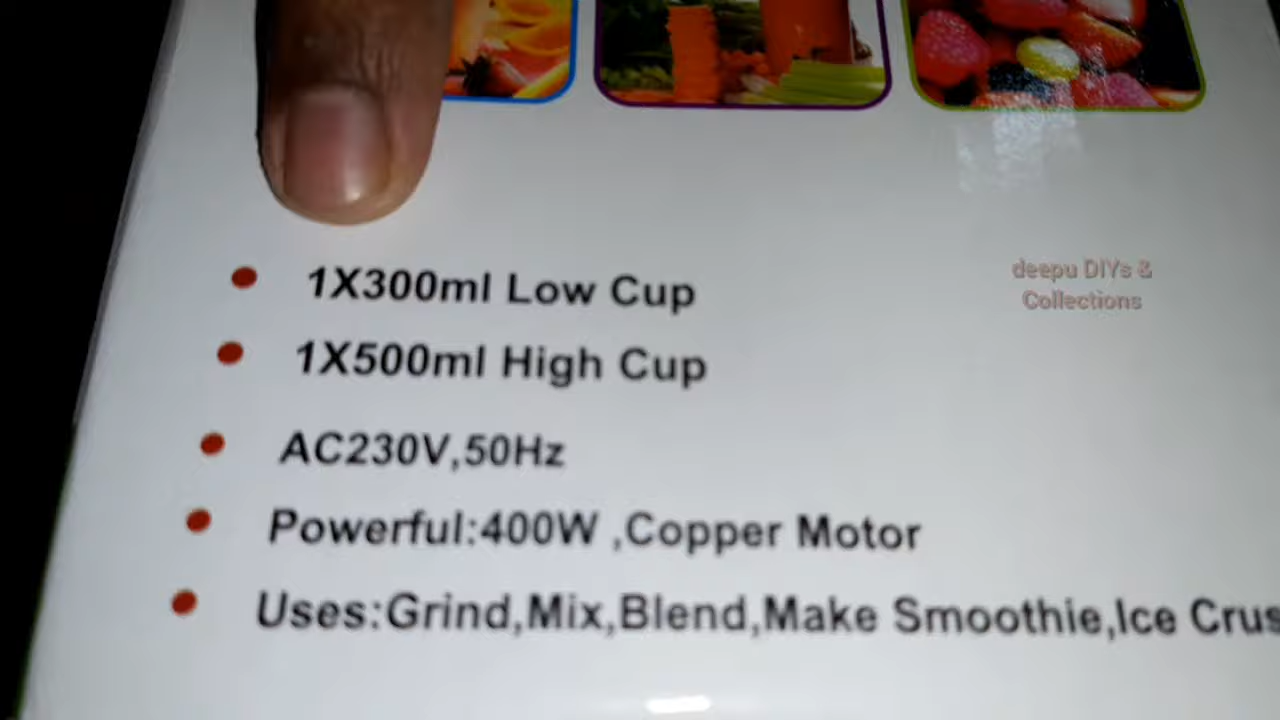 1X300ml Low Cup
deepu DIYs &
Collections
1X500ml High Cup
AC230V,50Hz
Powerful:400W ,Copper Motor
Uses:Grind,Mix,Blend,Make Smoothie,Ice Crus